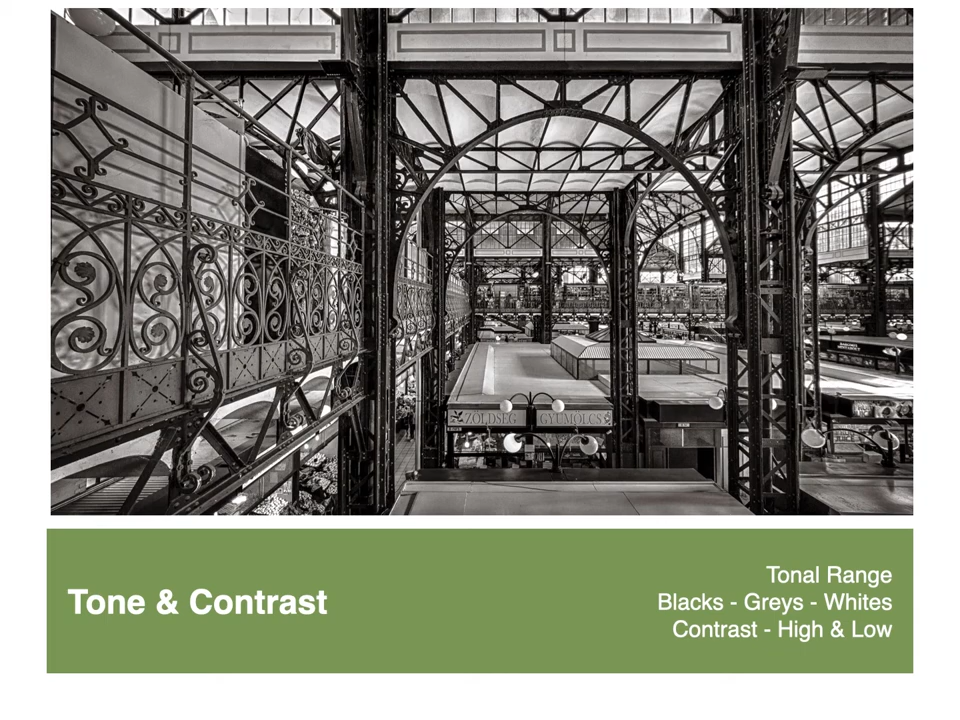 ZÖLDSÉG GYÜMÖLCS
Tone & Contrast
Tonal Range
Blacks - Greys - Whites
Contrast - High & Low